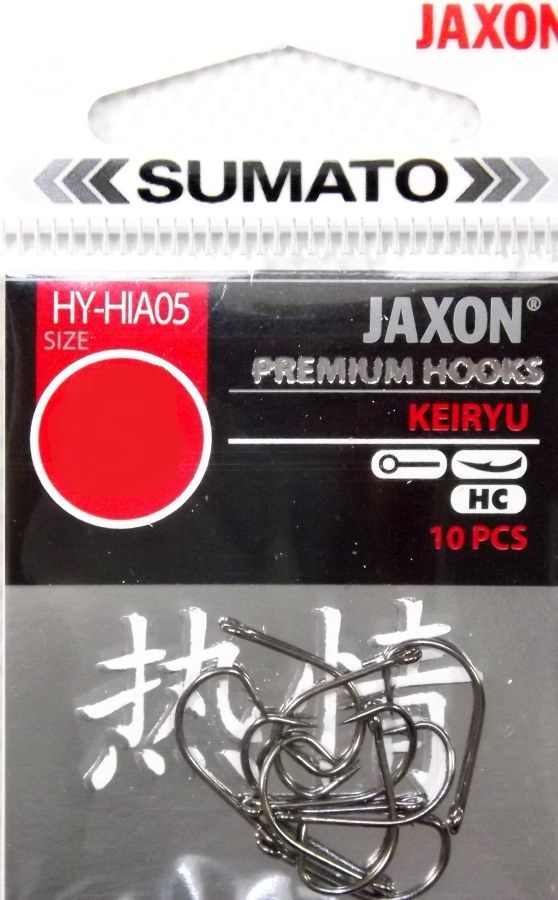 JAXON
SUMATO
HY-HIA05
SIZE
JAXON®
PREMIUM HOOKS
KEIRYU
HC
10 PCS
热情